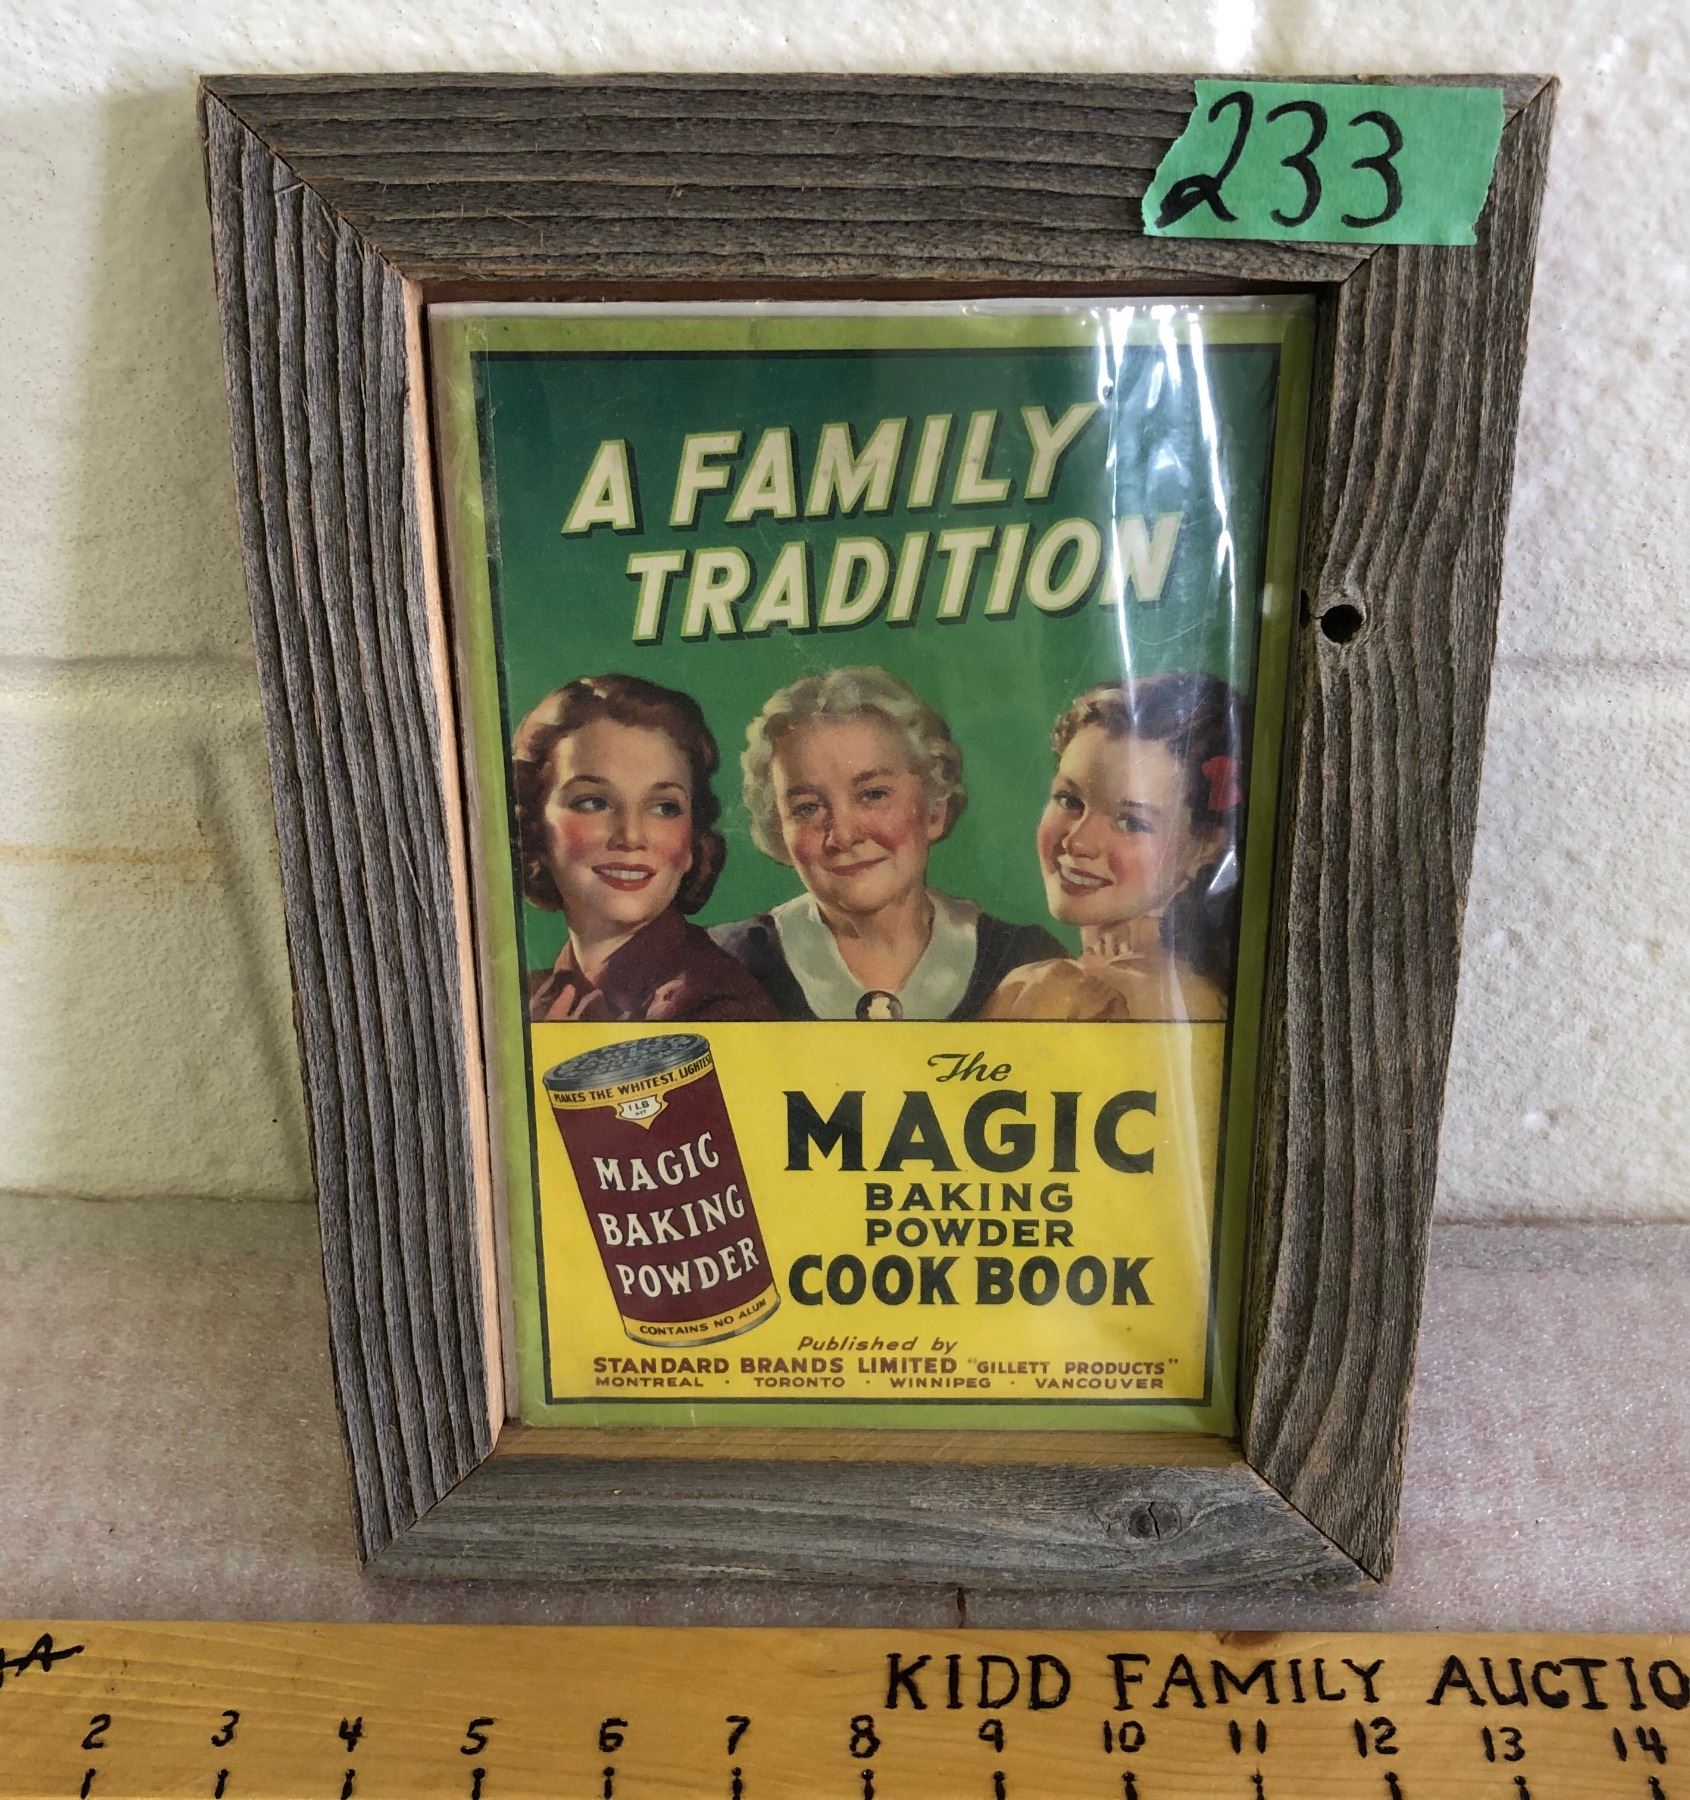 233
A FAMILY
TRADITION
MAKES THE WHITEST, LIGHTEST
1 LB
NET
MAGIC
BAKING
POWDER
CONTAINS NO ALUM
The
MAGIC
BAKING
POWDER
COOK BOOK
Published by
STANDARD BRANDS LIMITED "GILLETT PRODUCTS"
MONTREAL · TORONTO · WINNIPEG · VANCOUVER
KIDD FAMILY AUCTIO
2 3 4 5 6 7 8 9 10 11 12 13 14